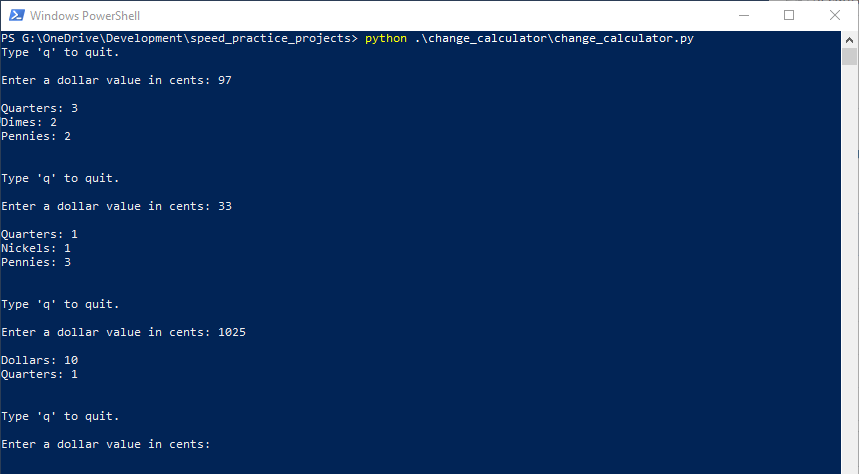 Windows PowerShell
PS G:\OneDrive\Development\speed_practice_projects> python .\change_calculator\change_calculator.py
Type 'q' to quit.
Enter a dollar value in cents: 97
Quarters: 3
Dimes: 2
Pennies: 2
Type 'q' to quit.
Enter a dollar value in cents: 33
Quarters: 1
Nickels: 1
Pennies: 3
Type 'q' to quit.
Enter a dollar value in cents: 1025
Dollars: 10
Quarters: 1
Type 'q' to quit.
Enter a dollar value in cents: